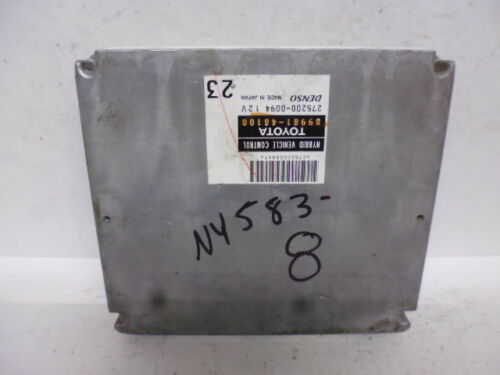 HYBRID VEHICLE CONTROL
TOYOTA
89981-48100
275200-0094 12V
DENSO MADE IN JAPAN
23
NY583-
8